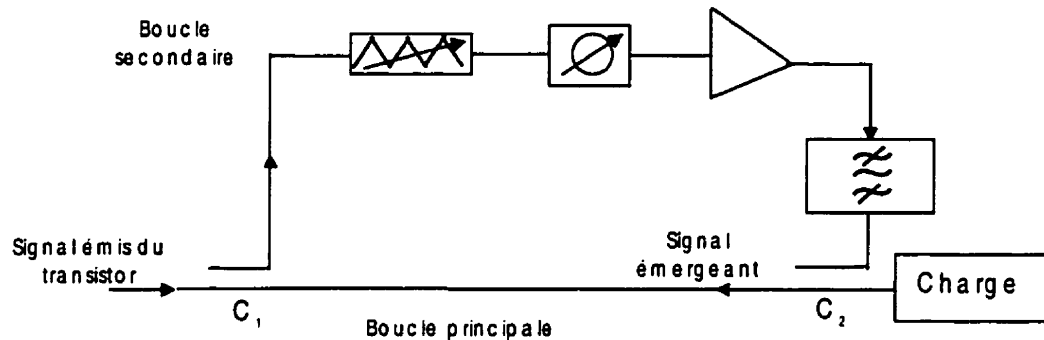 Boucle
secondaire
Signal émis du
transistor
Signal
émergeant
Charge
C1
C2
Boucle principale